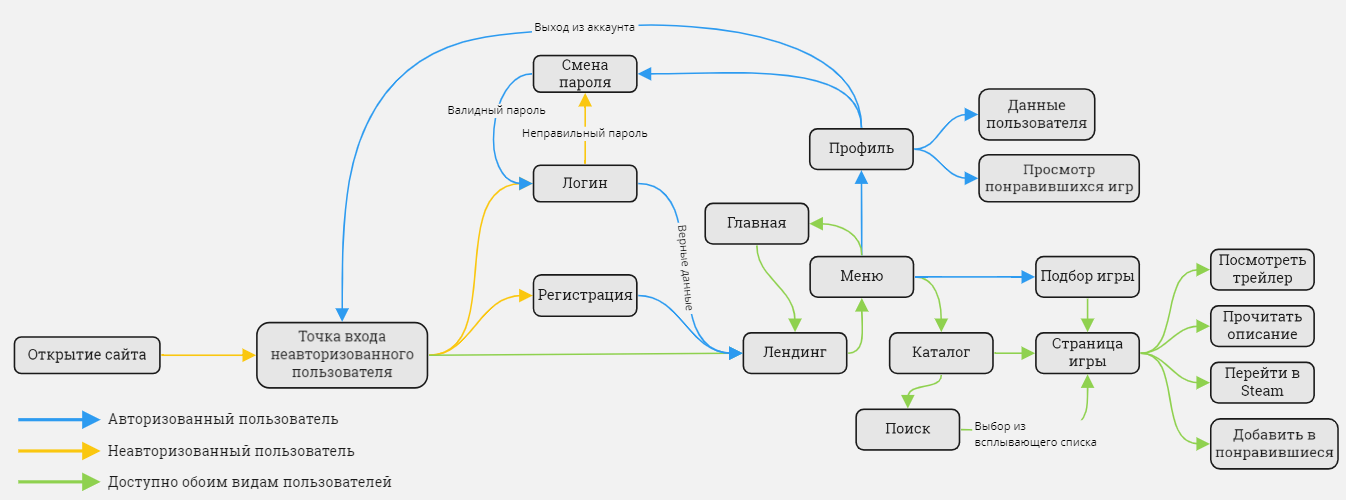 Выход из аккаунта
Смена
пароля
Валидный пароль
Неправильный пароль
Данные
пользователя
Профиль
Просмотр
понравившихся игр
Логин
Главная
Верные данные
Меню
Подбор игры
Посмотреть
трейлер
Регистрация
Прочитать
описание
Открытие сайта
Точка входа
неавторизованного
пользователя
Лендинг
Каталог
Страница
игры
Перейти в
Steam
Поиск
Выбор из
всплывающего списка
Добавить в
понравившиеся
Авторизованный пользователь
Неавторизованный пользователь
Доступно обоим видам пользователей